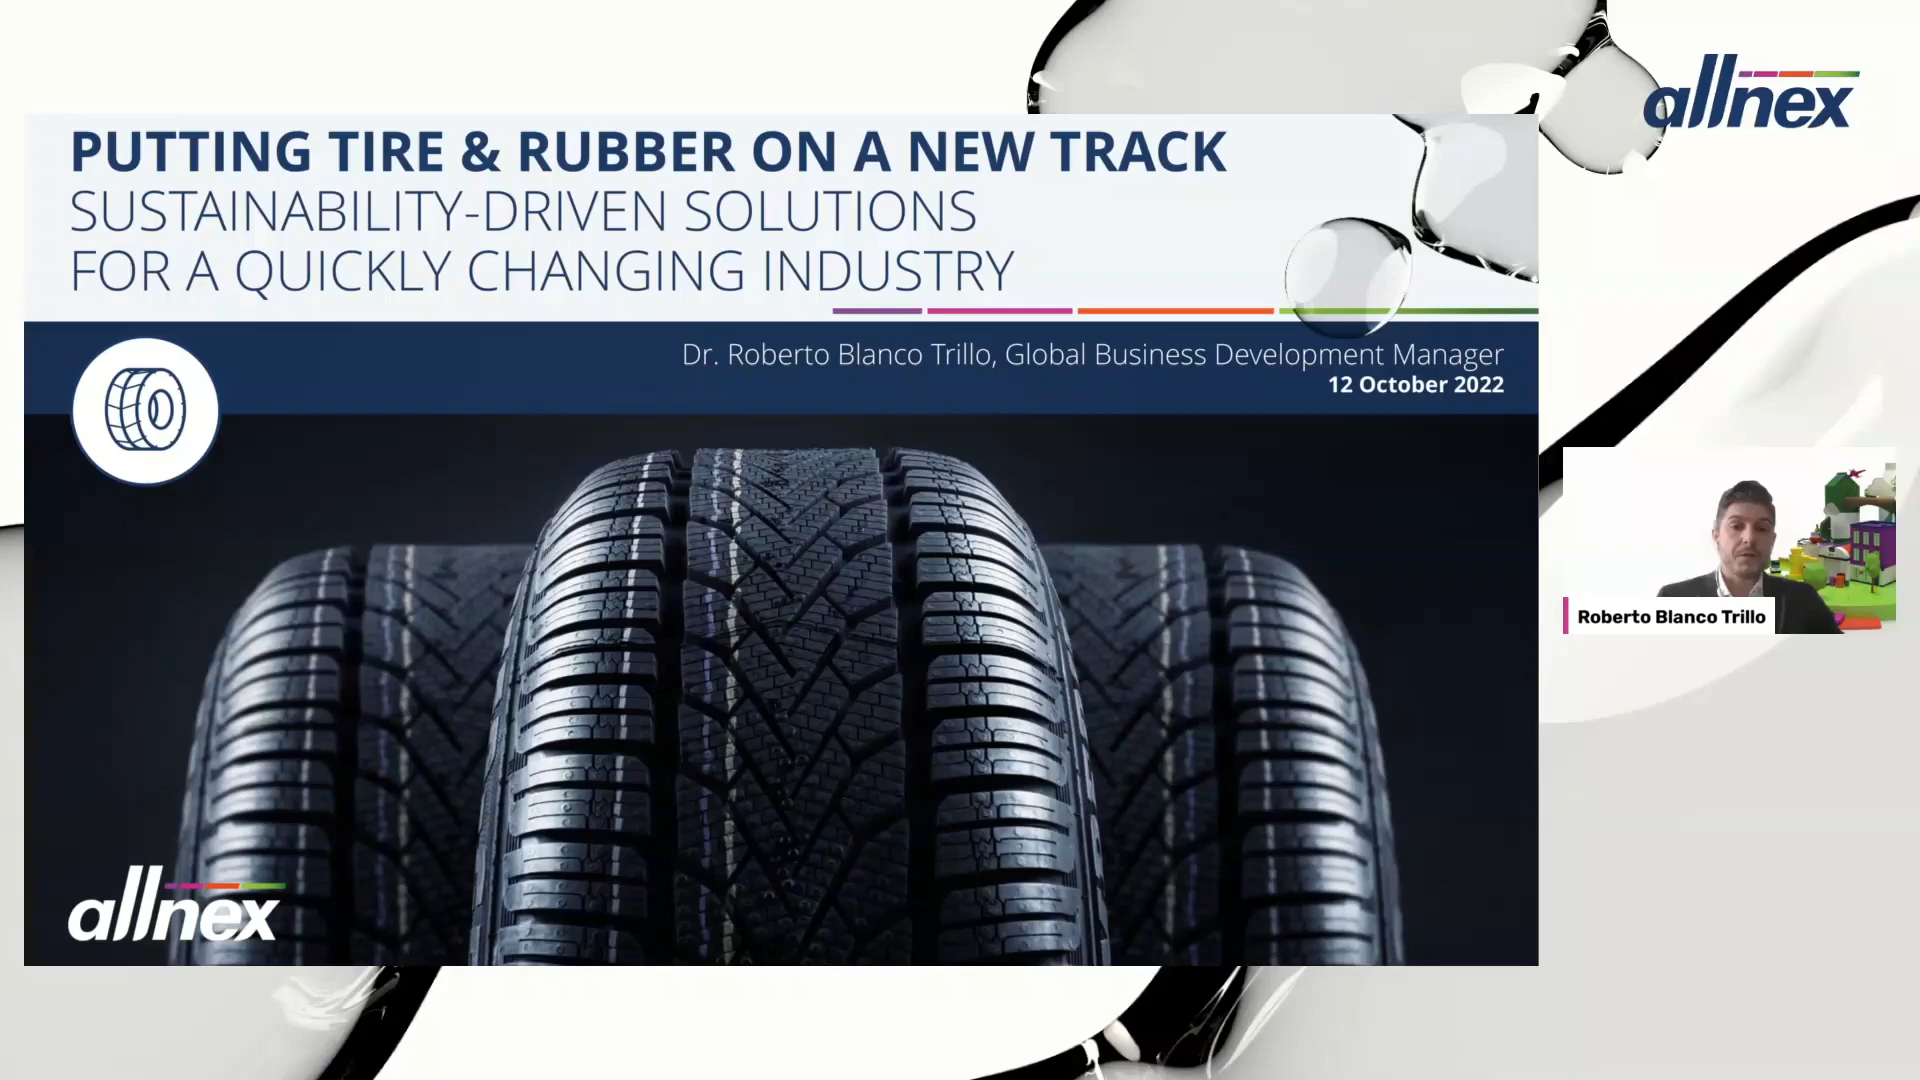 allnex
PUTTING TIRE & RUBBER ON A NEW TRACK
SUSTAINABILITY-DRIVEN SOLUTIONS
FOR A QUICKLY CHANGING INDUSTRY
Dr. Roberto Blanco Trillo, Global Business Development Manager
12 October 2022
Roberto Blanco Trillo
allnex